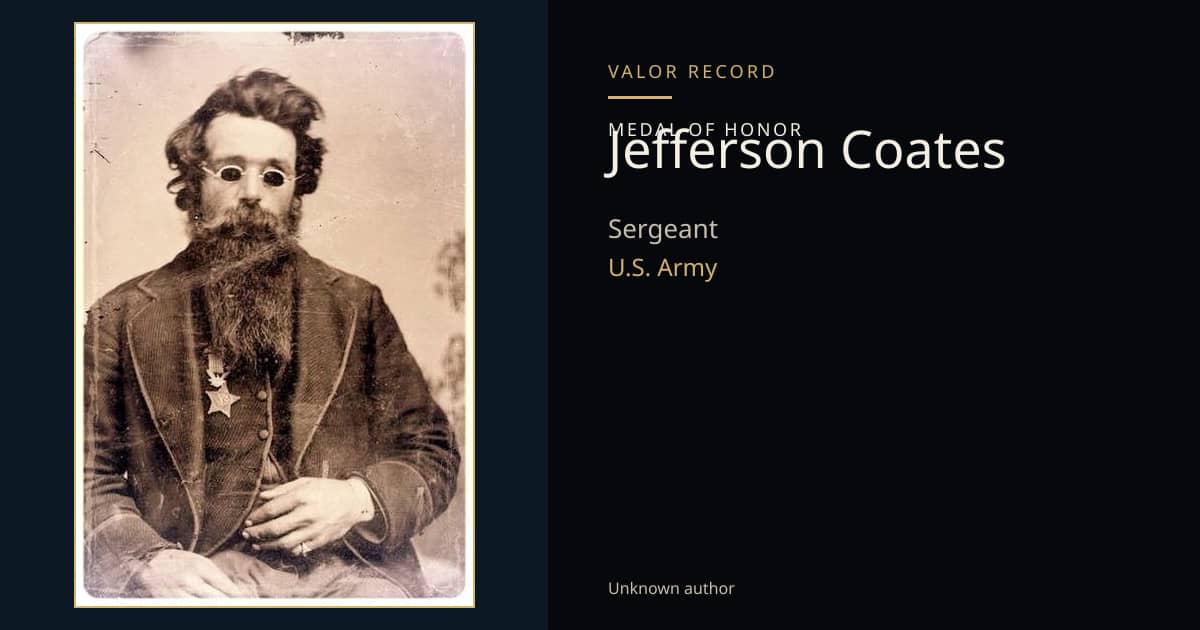 VALOR RECORD
MEDAL OF HONOR
Jefferson Coates
Sergeant
U.S. Army
Unknown author